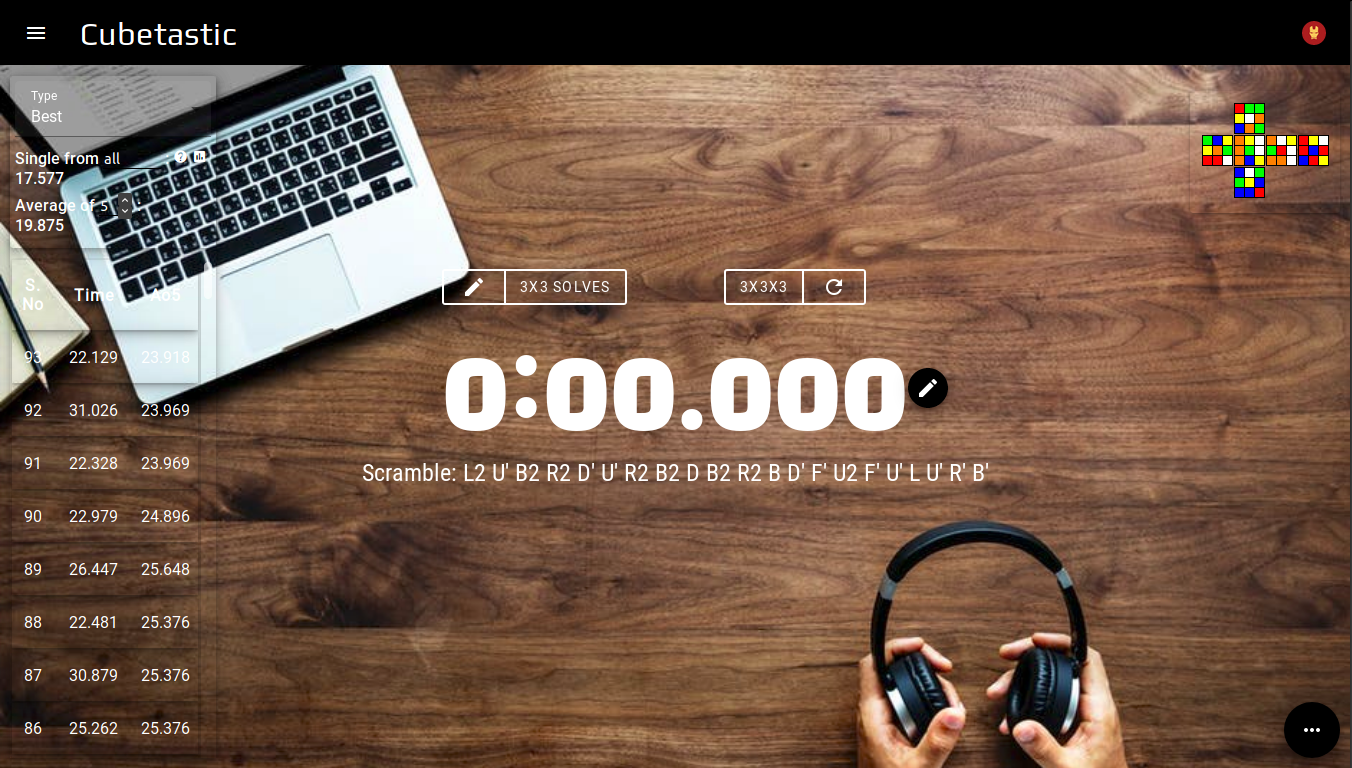 Cubetastic
Type
Best
Single from all
17.577
Average of 5
19.875
3X3 SOLVES
3X3X3
0:00.000
Scramble: L2 U' B2 R2 D' U' R2 B2 D B2 R2 B D' F' U2 F' U' L U' R' B'
S. No Time Ao5
93 22.129 23.918
92 31.026 23.969
91 22.328 23.969
90 22.979 24.896
89 26.447 25.648
88 22.481 25.376
87 30.879 25.376
86 25.262 25.376